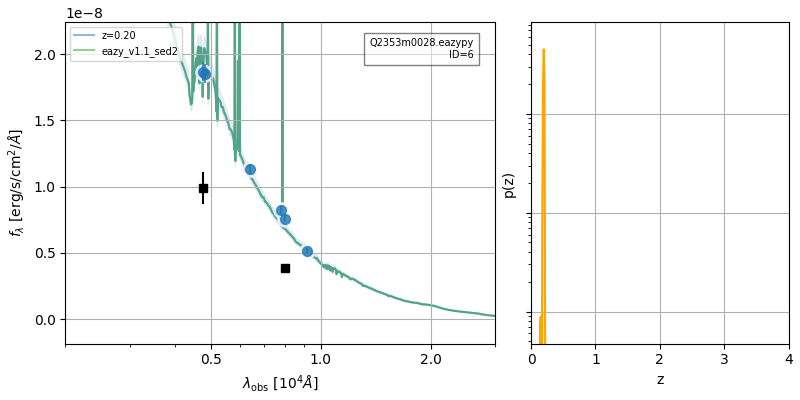 1e−8
z=0.20
eazy_v1.1_sed2
Q2353m0028.eazypy
ID=6
2.0
1.5
1.0
0.5
0.0
f_λ [erg/s/cm²/Å]
0.5 1.0 2.0
λ_obs [10⁴Å]
p(z)
0 1 2 3 4
z